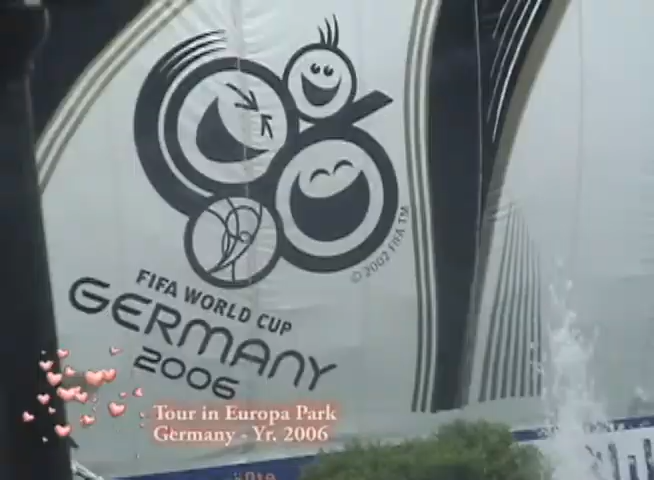 © 2002 FIFA TM
FIFA WORLD CUP
GERMANY
2006
Tour in Europa Park
Germany - Yr. 2006